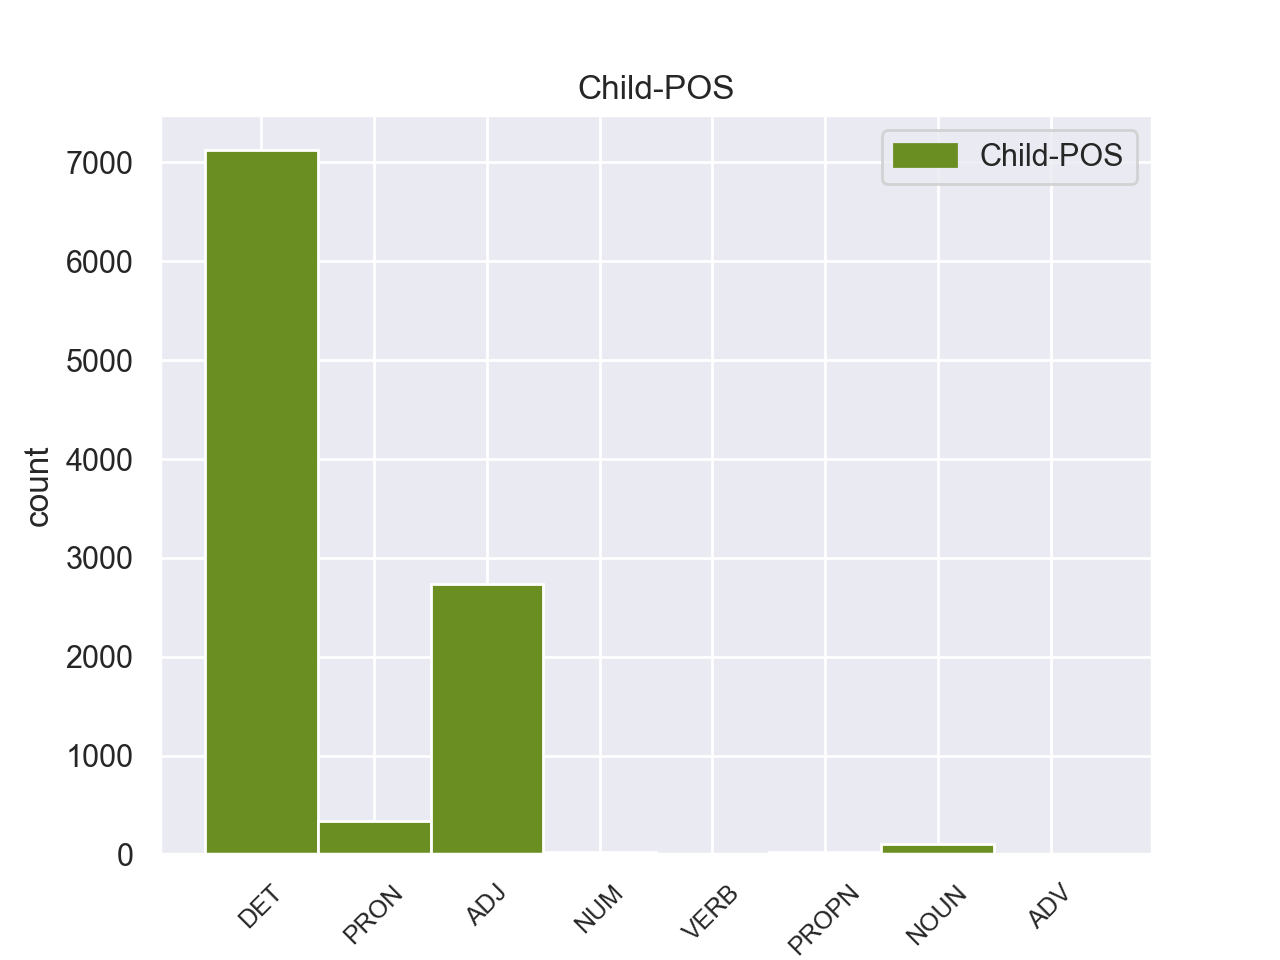 Child-POS
Child-POS
7000
6000
5000
4000
3000
2000
1000
0
count
DET
PRON
ADJ
NUM
VERB
PROPN
NOUN
ADV